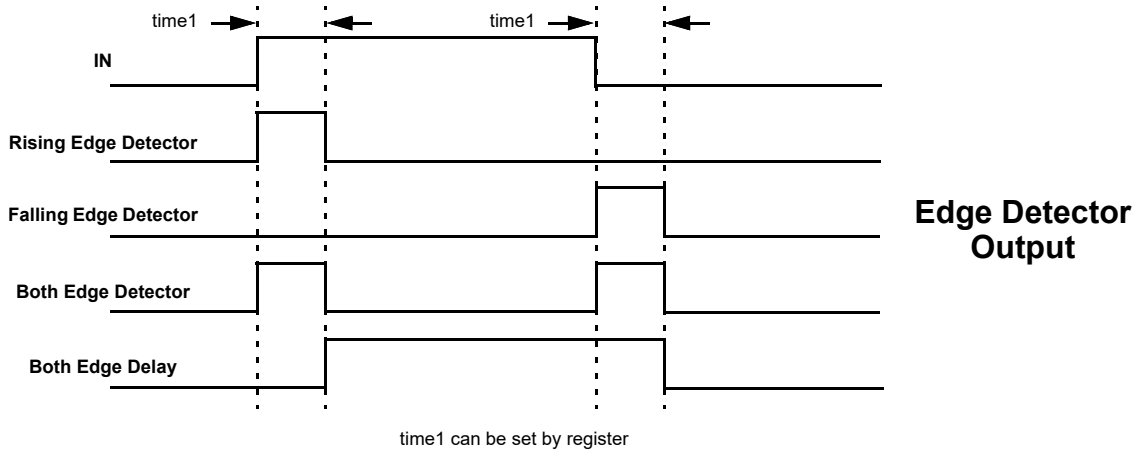 time1
time1
IN
Rising Edge Detector
Falling Edge Detector
Edge Detector
Output
Both Edge Detector
Both Edge Delay
time1 can be set by register